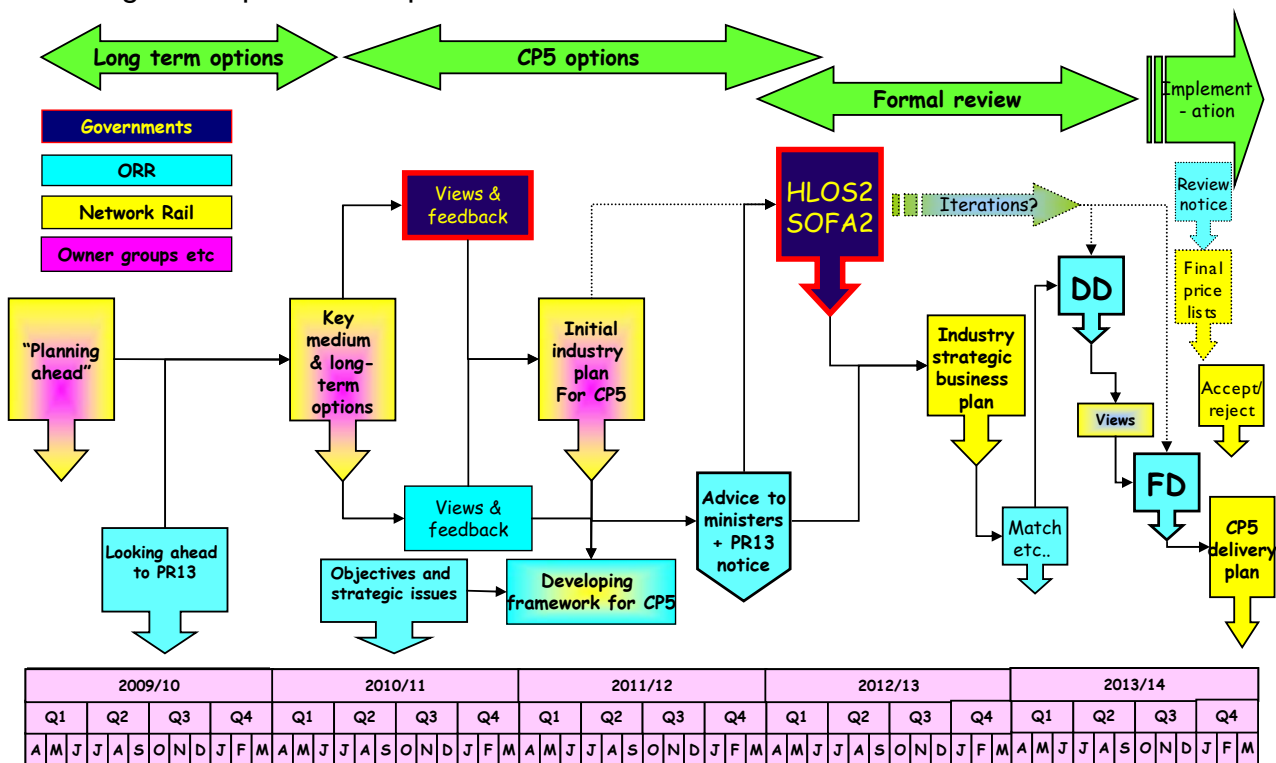 Long term options
CP5 options
Formal review
Implement
- ation
Governments
ORR
Network Rail
Owner groups etc
Views &
feedback
HLOS2
SOFA2
Iterations?
Review
notice
DD
Final
price
lists
"Planning
ahead"
Key
medium
& long-
term
options
Initial
industry
plan
For CP5
Industry
strategic
business
plan
Accept/
reject
Views
FD
Views &
feedback
Advice to
ministers
+ PR13
notice
Match
etc..
CP5
delivery
plan
Looking ahead
to PR13
Objectives and
strategic issues
Developing
framework for CP5
2009/10 2010/11 2011/12 2012/13 2013/14
Q1 Q2 Q3 Q4 Q1 Q2 Q3 Q4 Q1 Q2 Q3 Q4 Q1 Q2 Q3 Q4 Q1 Q2 Q3 Q4
A M J J A S O N D J F M A M J J A S O N D J F M A M J J A S O N D J F M A M J J A S O N D J F M A M J J A S O N D J F M